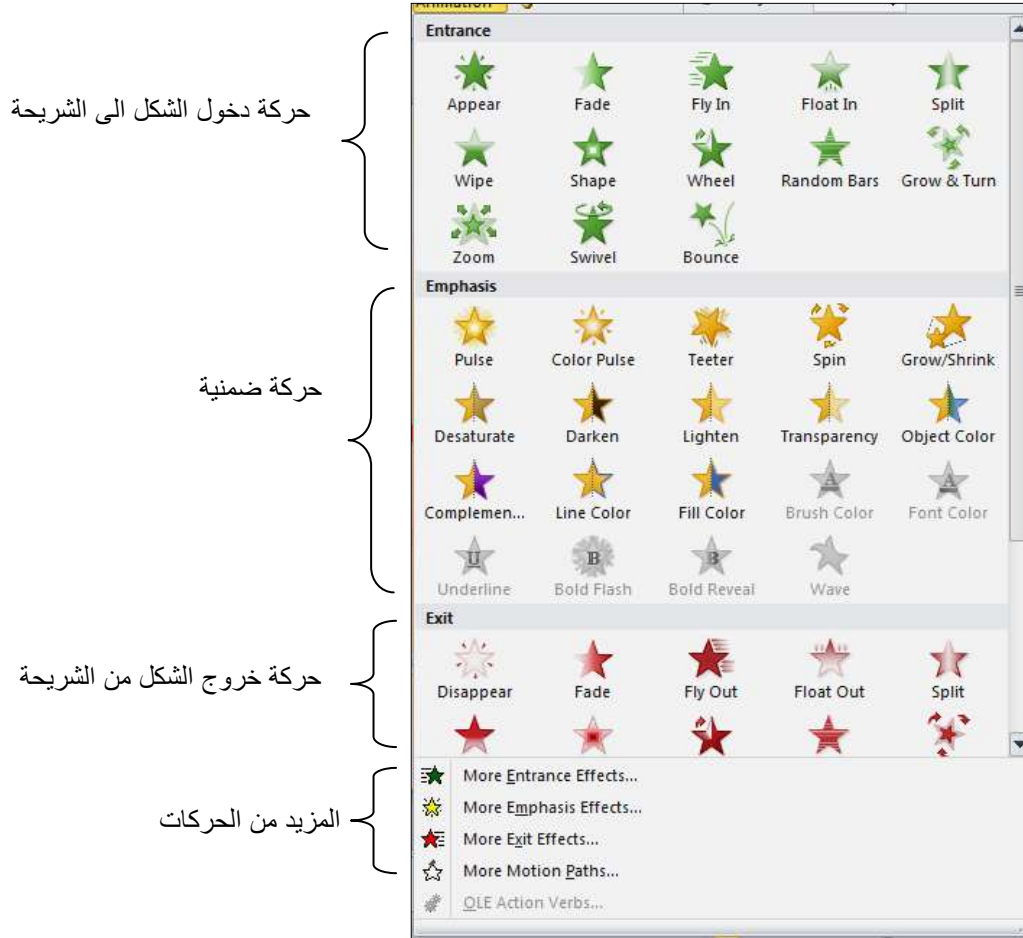 Animation
Entrance
Appear Fade Fly In Float In Split
حركة دخول الشكل الى الشريحة
Wipe Shape Wheel Random Bars Grow & Turn
Zoom Swivel Bounce
Emphasis
Pulse Color Pulse Teeter Spin Grow/Shrink
حركة ضمنية
Desaturate Darken Lighten Transparency Object Color
Complemen... Line Color Fill Color Brush Color Font Color
Underline Bold Flash Bold Reveal Wave
Exit
حركة خروج الشكل من الشريحة
Disappear Fade Fly Out Float Out Split
More Entrance Effects...
More Emphasis Effects...
المزيد من الحركات
More Exit Effects...
More Motion Paths...
OLE Action Verbs...